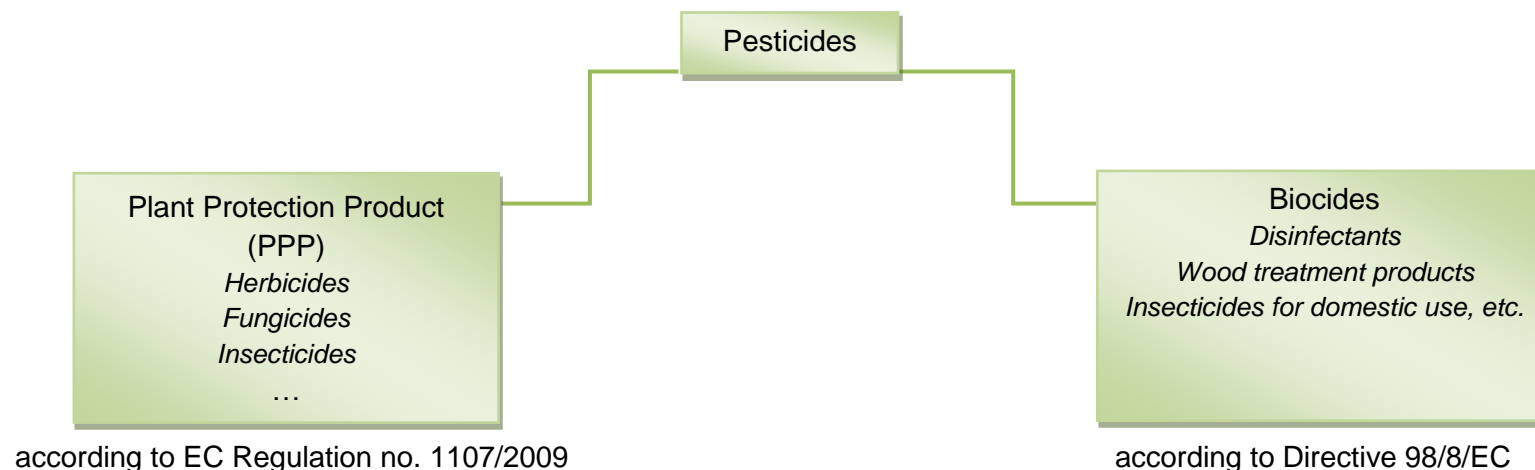 Pesticides
Plant Protection Product
(PPP)
Herbicides
Fungicides
Insecticides
…
according to EC Regulation no. 1107/2009
Biocides
Disinfectants
Wood treatment products
Insecticides for domestic use, etc.
according to Directive 98/8/EC